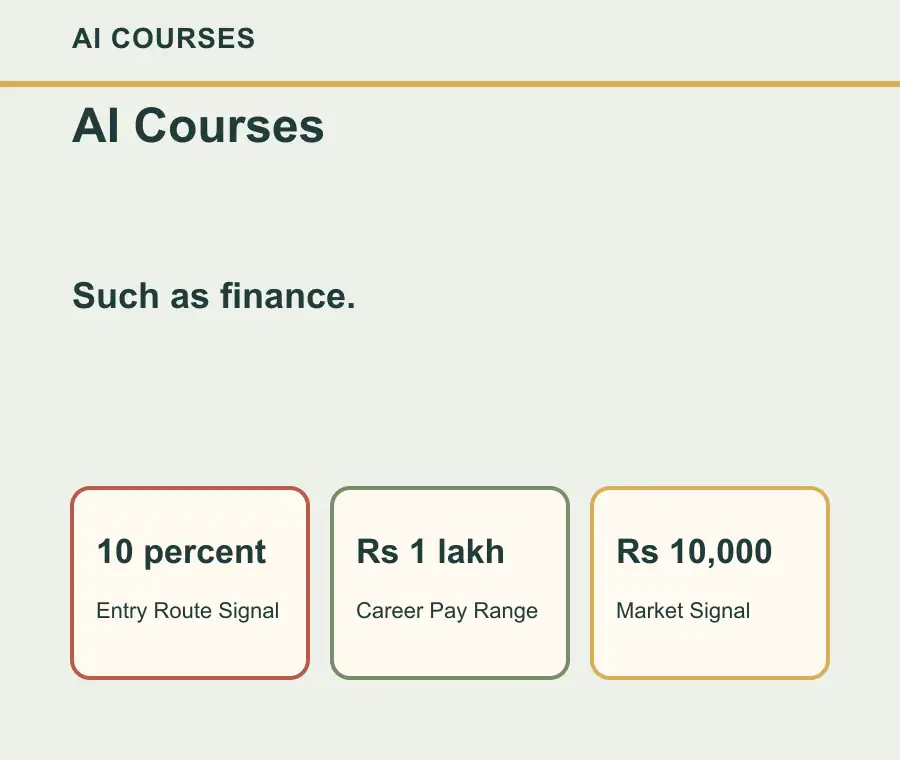 AI COURSES
AI Courses
Such as finance.
10 percent
Entry Route Signal
Rs 1 lakh
Career Pay Range
Rs 10,000
Market Signal